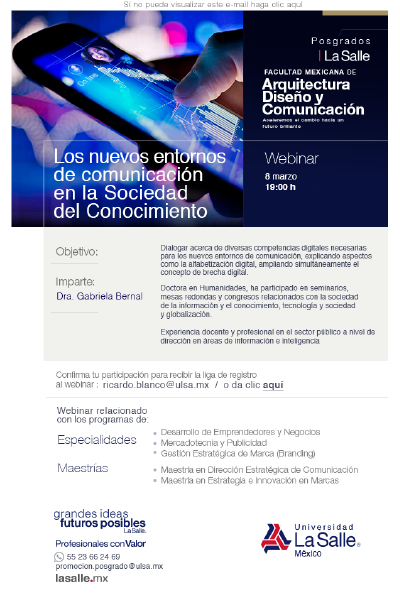 Si no puede visualizar este e-mail haga clic aquí
Posgrados
La Salle
FACULTAD MEXICANA DE
Arquitectura
Diseño y
Comunicación
Aceleremos el cambio hacia un
futuro brillante
Los nuevos entornos
de comunicación
en la Sociedad
del Conocimiento
Webinar
8 marzo
19:00 h
Objetivo:
Dialogar acerca de diversas competencias digitales necesarias
para los nuevos entornos de comunicación, explicando aspectos
como la alfabetización digital, ampliando simultáneamente el
concepto de brecha digital.
Imparte:
Dra. Gabriela Bernal
Doctora en Humanidades, ha participado en seminarios,
mesas redondas y congresos relacionados con la sociedad
de la información y el conocimiento, tecnología y sociedad
y globalización.
Experiencia docente y profesional en el sector público a nivel de
dirección en áreas de información e inteligencia
Confirma tu participación para recibir la liga de registro
al webinar : ricardo.blanco@ulsa.mx / o da clic aquí
Webinar relacionado
con los programas de:
Especialidades
• Desarrollo de Emprendedores y Negocios
• Mercadotecnia y Publicidad
• Gestión Estratégica de Marca (Branding)
Maestrías
• Maestría en Dirección Estratégica de Comunicación
• Maestría en Estrategia e Innovación en Marcas
grandes ideas
futuros posibles
La Salle.
Profesionales con Valor
55 23 66 24 69
promocion.posgrado@ulsa.mx
lasalle.mx
Universidad
La Salle®
México